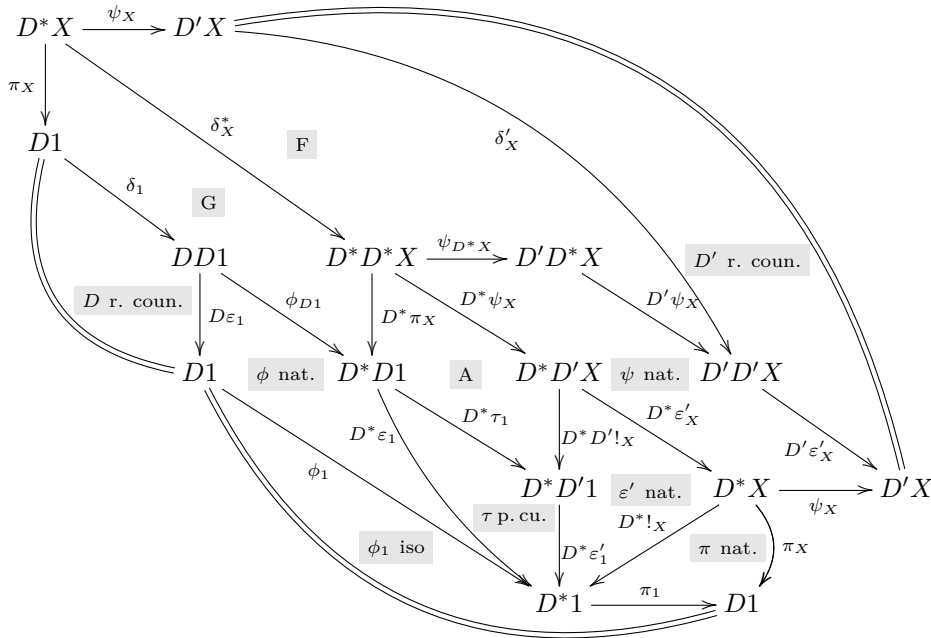 D*X ψ_X D′X
π_X
D1 δ*_X F δ′_X
δ_1 G
DD1 D*D*X ψ_{D*X} D′D*X D′ r. coun.
D r. coun. Dε_1 φ_{D1} D*π_X D*ψ_X D′ψ_X
D1 φ nat. D*D1 A D*D′X ψ nat. D′D′X
φ_1 D*ε_1 D*τ_1 D*D′!_X D*ε′_X D′ε′_X
D*D′1 ε′ nat. D*X ψ_X D′X
φ_1 iso τ p. cu. D*ε′_1 D*!_X π nat. π_X
D*1 π_1 D1